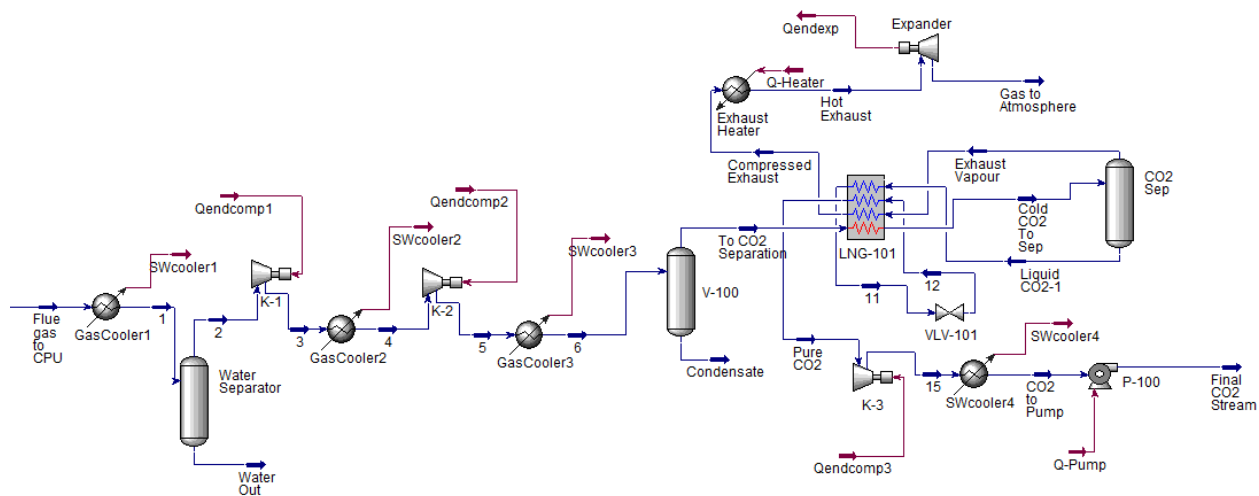 Qendexp
Expander
Q-Heater
Hot
Exhaust
Gas to
Atmosphere
Exhaust
Heater
Compressed
Exhaust
Exhaust
Vapour
CO2
Sep
Qendcomp1
Qendcomp2
SWcooler2
SWcooler3
SWcooler1
To CO2
Separation
LNG-101
Cold
CO2
To
Sep
Liquid
CO2-1
12
11
VLV-101
K-1
K-2
V-100
Flue
gas
to
CPU
GasCooler1
1
2
3
GasCooler2
4
5
GasCooler3
6
Water
Separator
Condensate
Pure
CO2
SWcooler4
K-3
15
SWcooler4
CO2
to
Pump
P-100
Final
CO2
Stream
Water
Out
Qendcomp3
Q-Pump